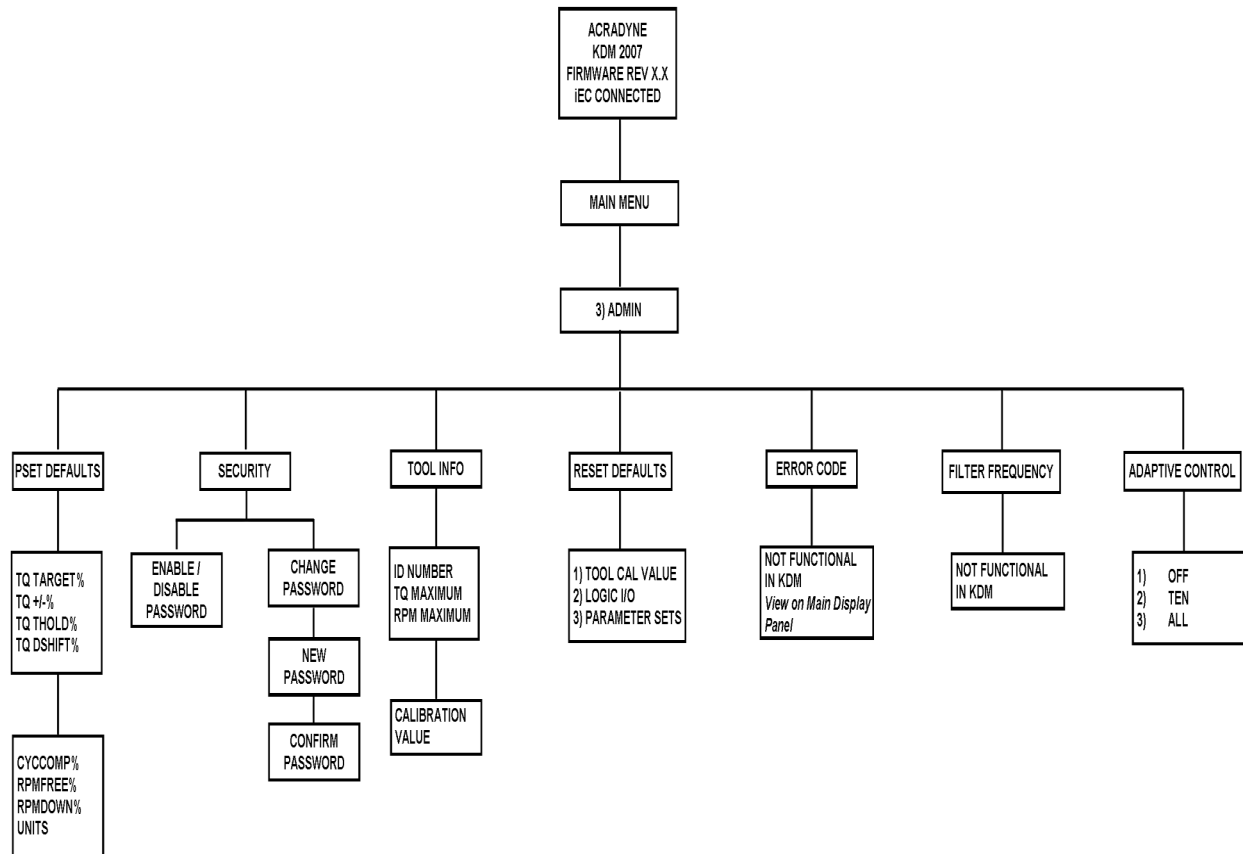 ACRADYNE
KDM 2007
FIRMWARE REV X.X
iEC CONNECTED
MAIN MENU
3) ADMIN
PSET DEFAULTS
SECURITY
TOOL INFO
RESET DEFAULTS
ERROR CODE
FILTER FREQUENCY
ADAPTIVE CONTROL
TQ TARGET%
TQ +/-%
TQ THOLD%
TQ DSHIFT%
CYCCOMP%
RPMFREE%
RPMDOWN%
UNITS
ENABLE /
DISABLE
PASSWORD
CHANGE
PASSWORD
NEW
PASSWORD
CONFIRM
PASSWORD
ID NUMBER
TQ MAXIMUM
RPM MAXIMUM
CALIBRATION
VALUE
1) TOOL CAL VALUE
2) LOGIC I/O
3) PARAMETER SETS
NOT FUNCTIONAL
IN KDM
View on Main Display
Panel
NOT FUNCTIONAL
IN KDM
1) OFF
2) TEN
3) ALL